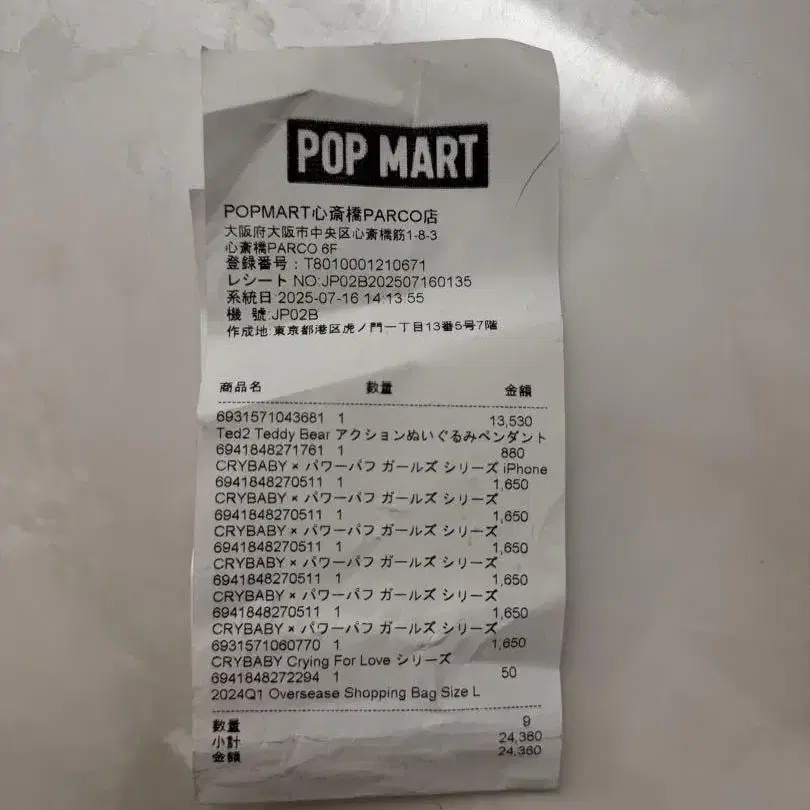 POP MART
POPMART心斎橋PARCO店
大阪府大阪市中央区心斎橋筋1-8-3
心斎橋PARCO 6F
登録番号：T8010001210671
レシート NO:JP02B202507160135
系統日:2025-07-16 14:13:55
機 號:JP02B
作成地:東京都港区虎ノ門一丁目13番5号7階
商品名 數量 金額
6931571043681 1 13,530
Ted2 Teddy Bear アクションぬいぐるみペンダント
6941848271761 1 880
CRYBABY × パワーパフ ガールズ シリーズ iPhone
6941848270511 1 1,650
CRYBABY × パワーパフ ガールズ シリーズ
6941848270511 1 1,650
CRYBABY × パワーパフ ガールズ シリーズ
6941848270511 1 1,650
CRYBABY × パワーパフ ガールズ シリーズ
6941848270511 1 1,650
CRYBABY × パワーパフ ガールズ シリーズ
6941848270511 1 1,650
CRYBABY × パワーパフ ガールズ シリーズ
6931571060770 1 1,650
CRYBABY Crying For Love シリーズ
6941848272294 1 50
2024Q1 Oversease Shopping Bag Size L
數量 9
小計 24,360
金額 24,360